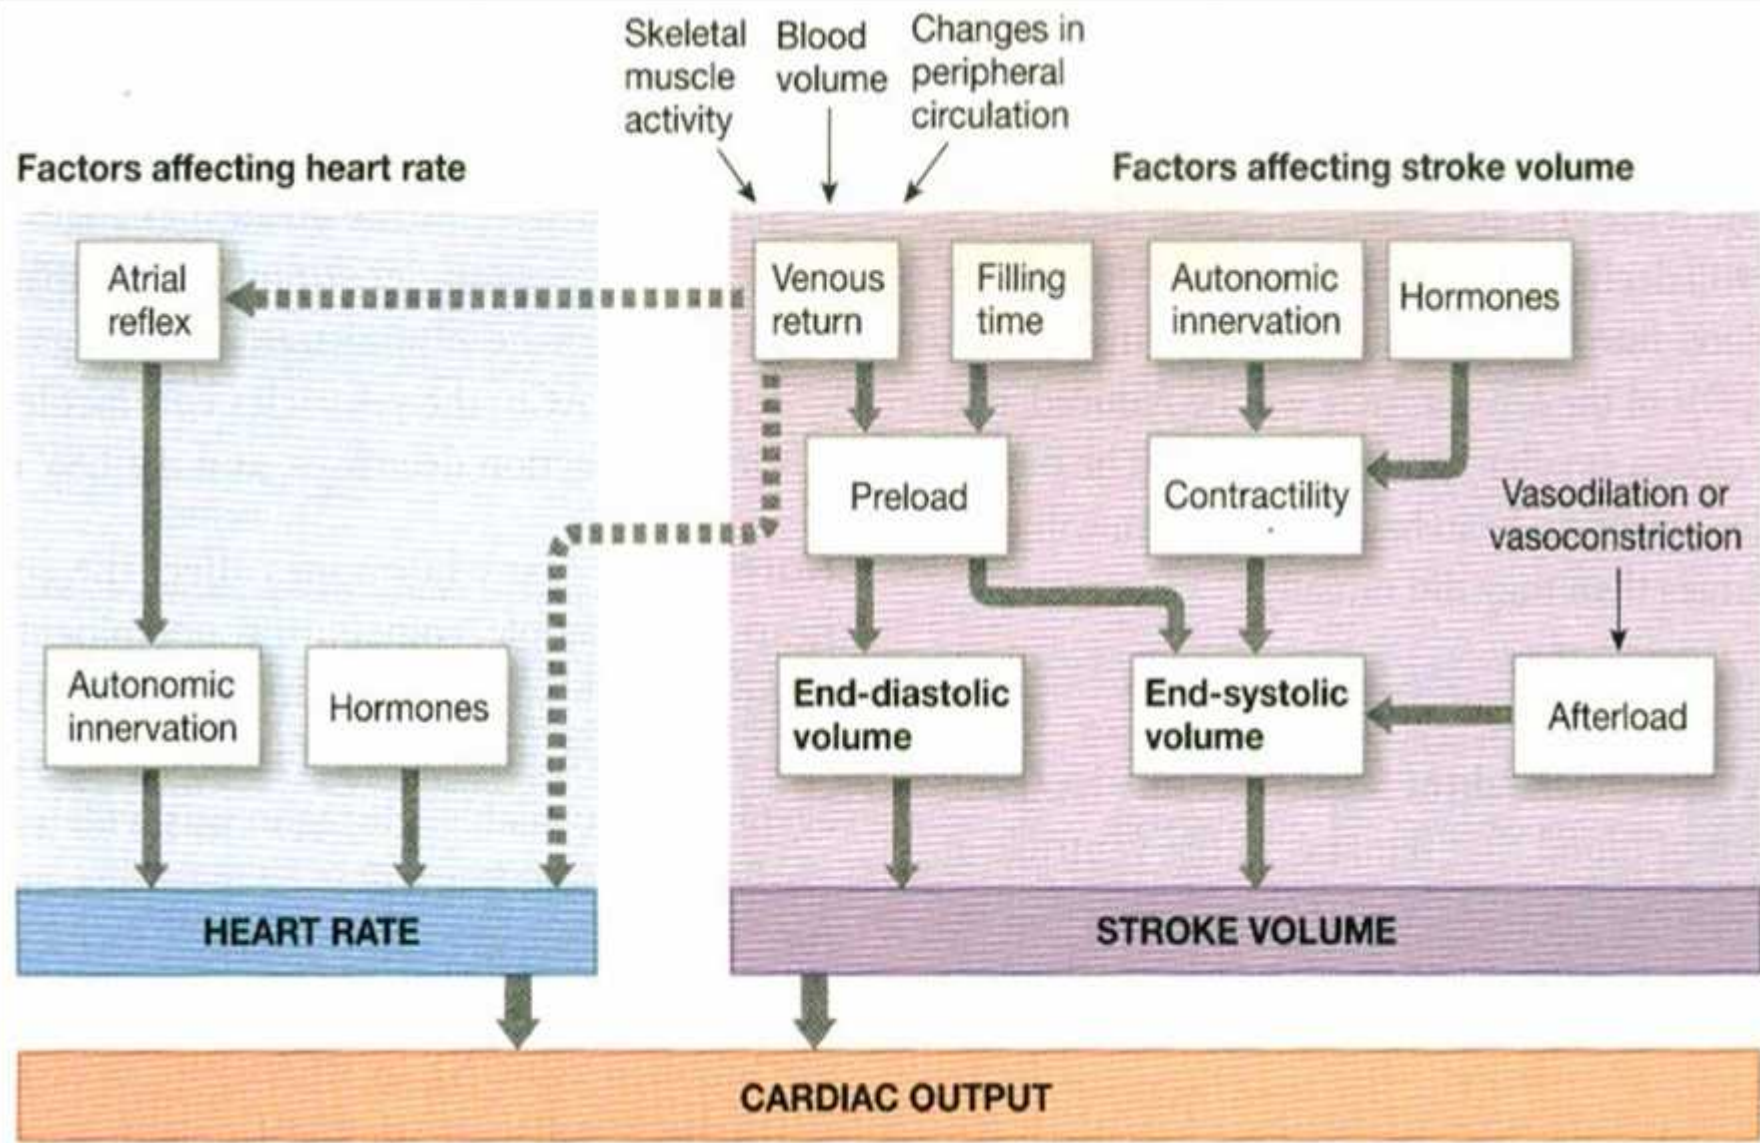 Skeletal
muscle
activity
Blood
volume
Changes in
peripheral
circulation
Factors affecting heart rate
Factors affecting stroke volume
Atrial
reflex
Venous
return
Filling
time
Autonomic
innervation
Hormones
Preload
Contractility
Vasodilation or
vasoconstriction
Autonomic
innervation
Hormones
End-diastolic
volume
End-systolic
volume
Afterload
HEART RATE
STROKE VOLUME
CARDIAC OUTPUT